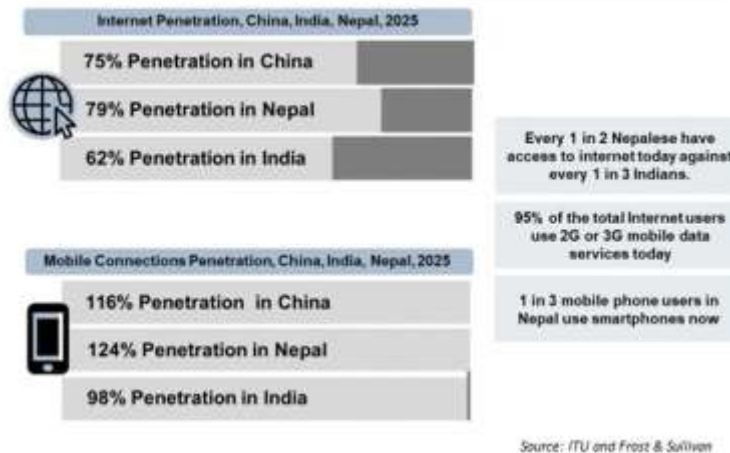 Internet Penetration, China, India, Nepal, 2025
75% Penetration in China
79% Penetration in Nepal
62% Penetration in India
Every 1 in 2 Nepalese have
access to internet today against
every 1 in 3 Indians.
95% of the total Internet users
use 2G or 3G mobile data
services today
Mobile Connections Penetration, China, India, Nepal, 2025
116% Penetration in China
124% Penetration in Nepal
98% Penetration in India
1 in 3 mobile phone users in
Nepal use smartphones now
Source: ITU and Frost & Sullivan